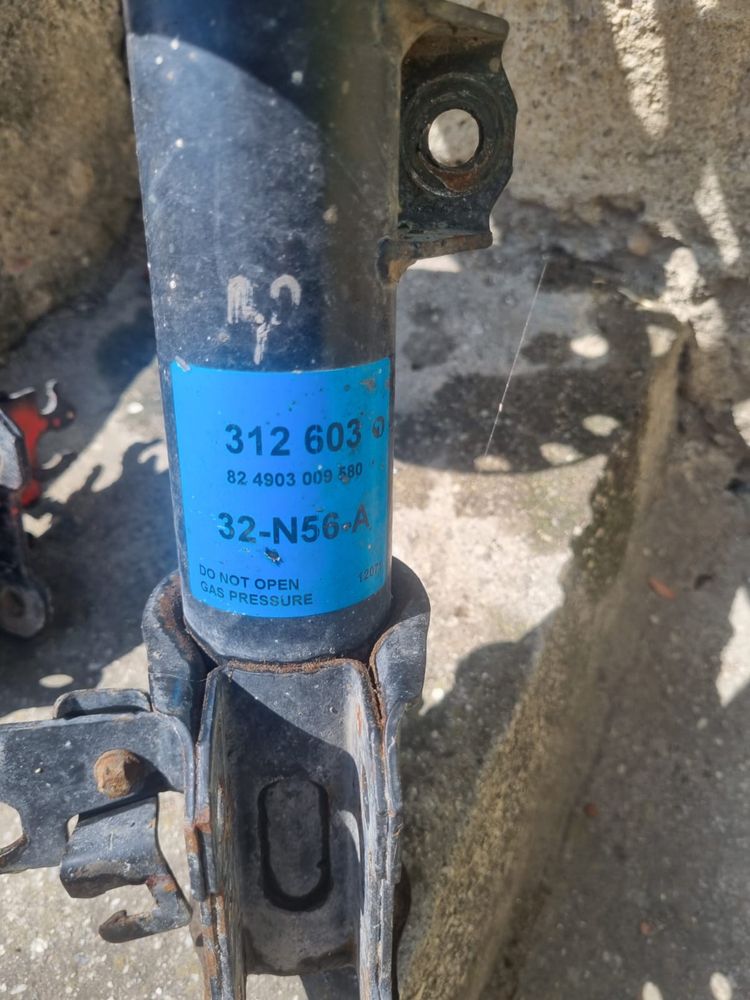 312 603
82 4903 009 580
32-N56-A
DO NOT OPEN
GAS PRESSURE